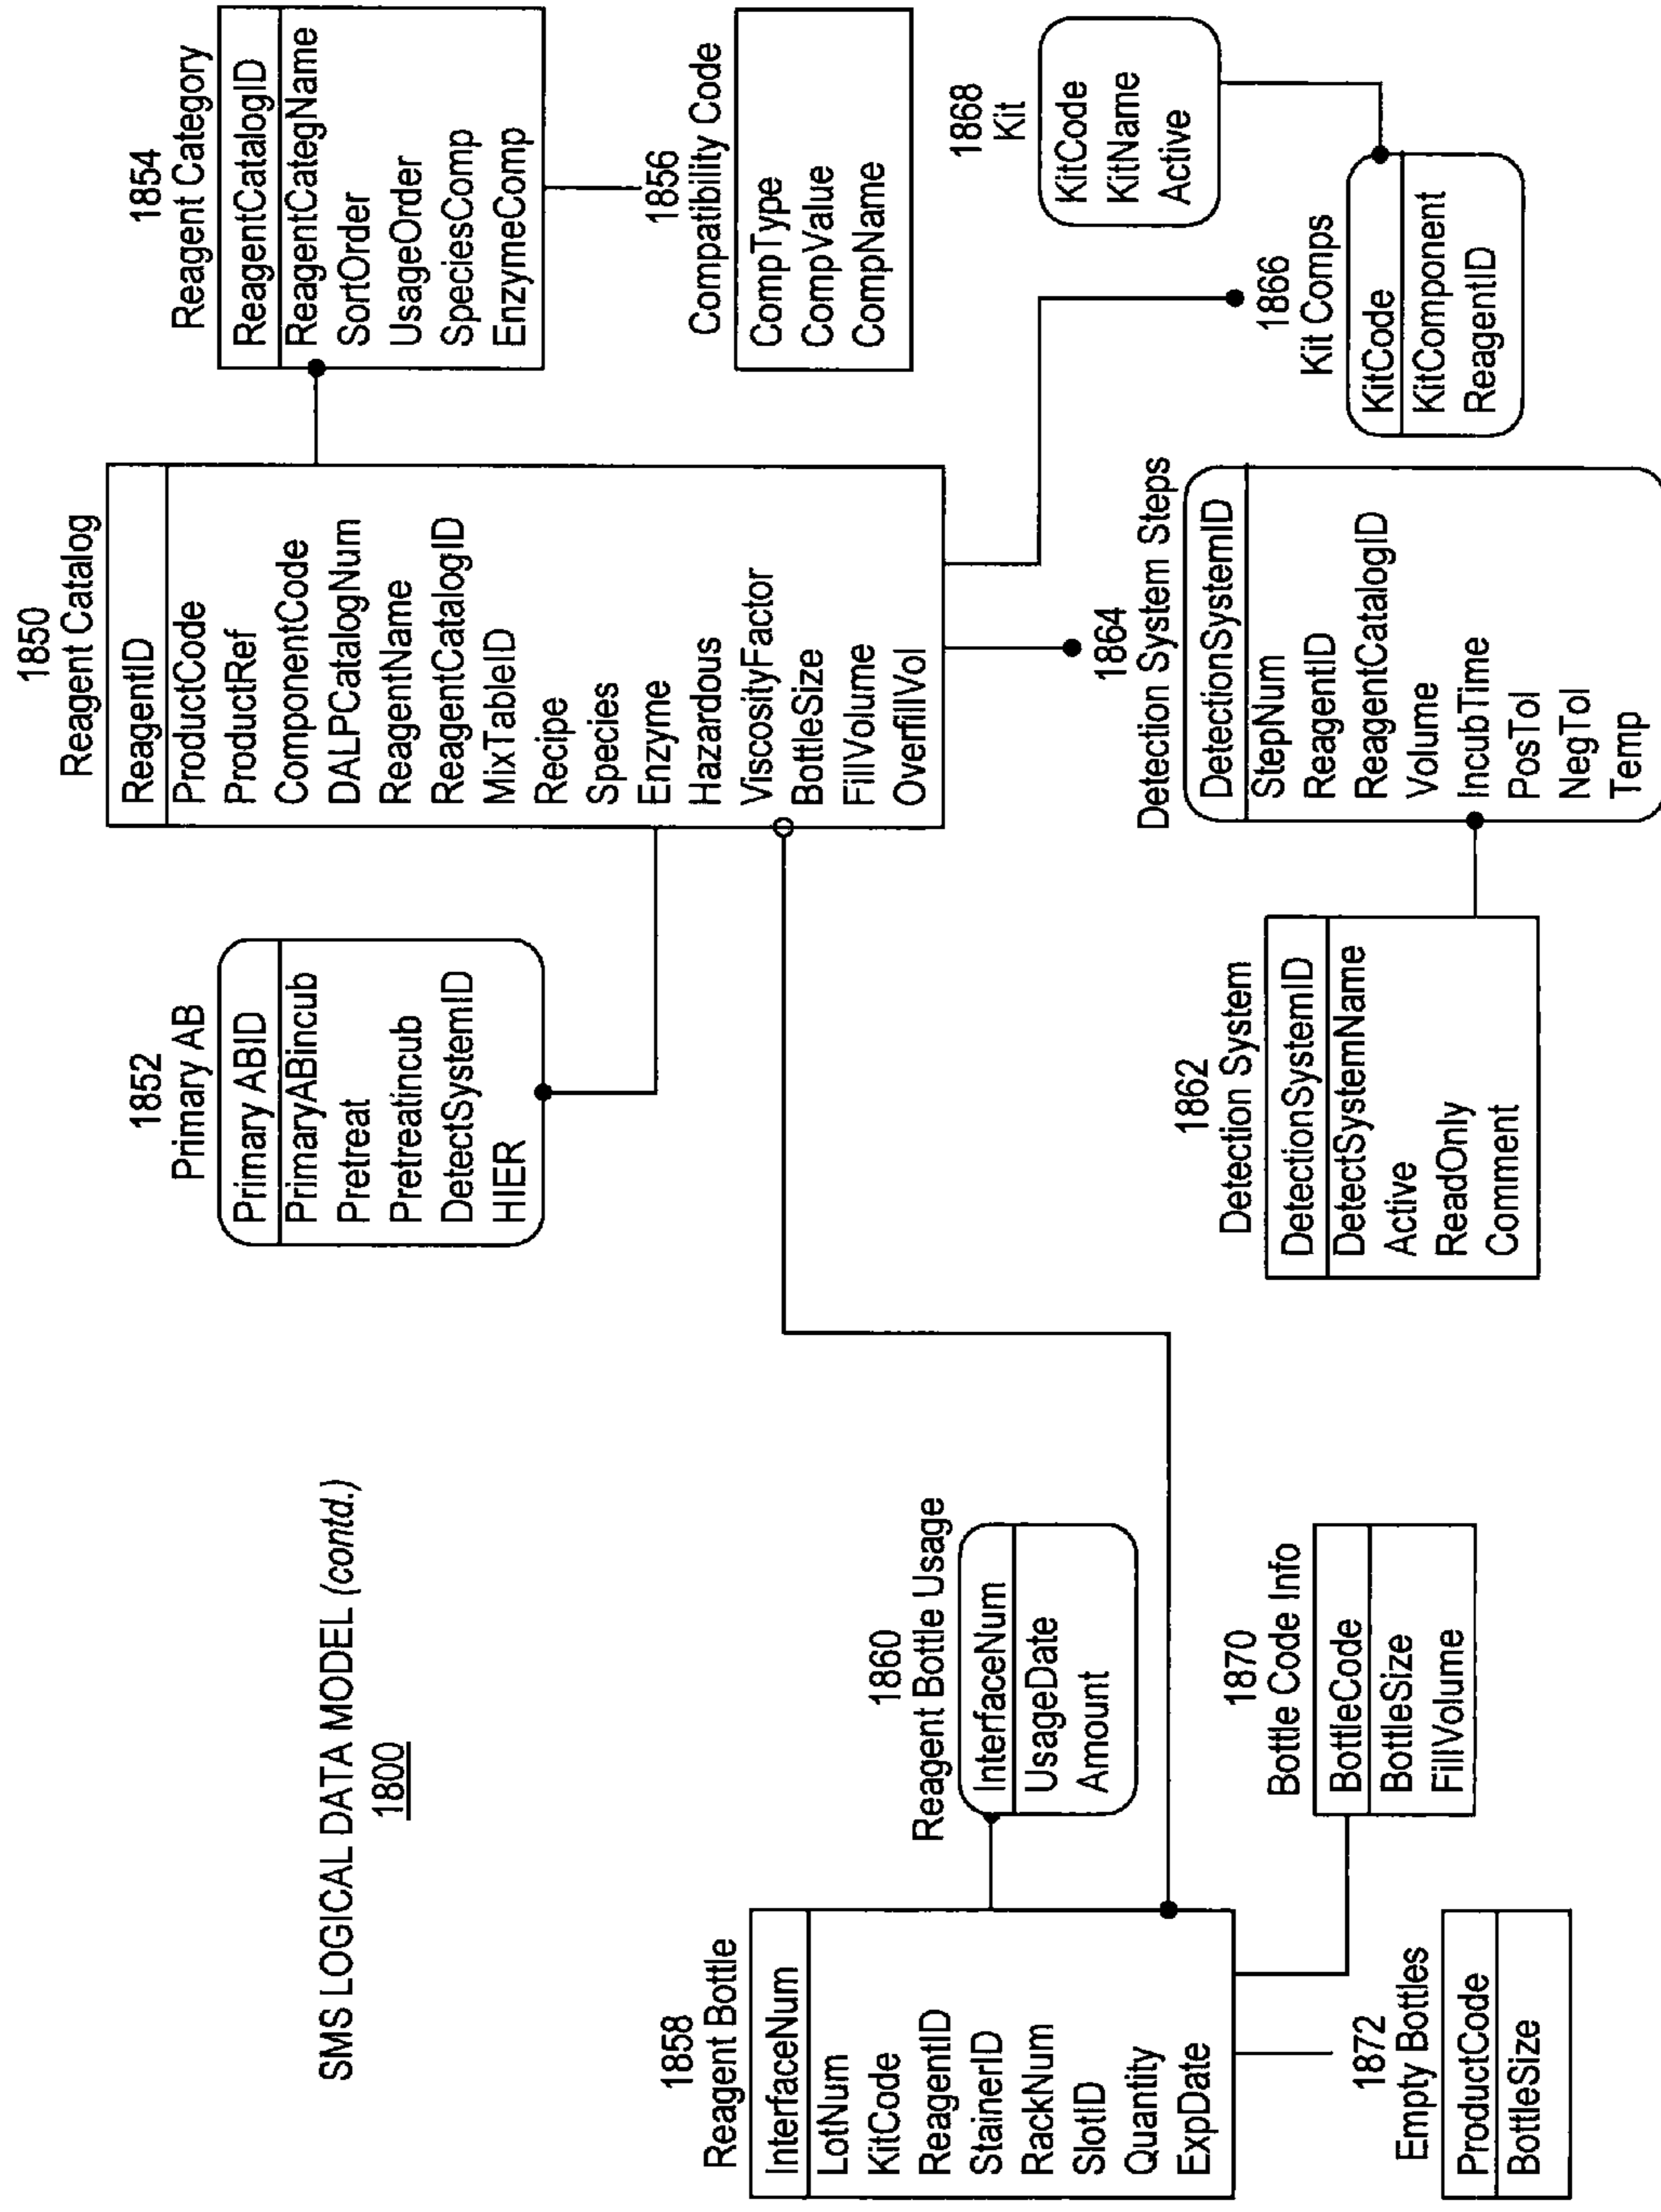 SMS LOGICAL DATA MODEL (contd.)
1800
1858
Reagent Bottle
InterfaceNum
LotNum
KitCode
ReagentID
StainerID
RackNum
SlotID
Quantity
ExpDate
1872
Empty Bottles
ProductCode
BottleSize
1860
Reagent Bottle Usage
InterfaceNum
UsageDate
Amount
1870
Bottle Code Info
BottleCode
BottleSize
FillVolume
1852
Primary AB
Primary ABID
PrimaryABincub
Pretreat
Pretreatincub
DetectSystemID
HIER
1862
Detection System
DetectionSystemID
DetectSystemName
Active
ReadOnly
Comment
1850
Reagent Catalog
ReagentID
ProductCode
ProductRef
ComponentCode
DALPCatalogNum
ReagentName
ReagentCatalogID
MixTableID
Recipe
Species
Enzyme
Hazardous
ViscosityFactor
BottleSize
FillVolume
OverfillVol
1864
Detection System Steps
DetectionSystemID
StepNum
ReagentID
ReagentCatalogID
Volume
IncubTime
PosTol
NegTol
Temp
1854
Reagent Category
ReagentCatalogID
ReagentCategName
SortOrder
UsageOrder
SpeciesComp
EnzymeComp
1856
Compatibility Code
CompType
CompValue
CompName
1868
Kit
KitCode
KitName
Active
1866
Kit Comps
KitCode
KitComponent
ReagentID